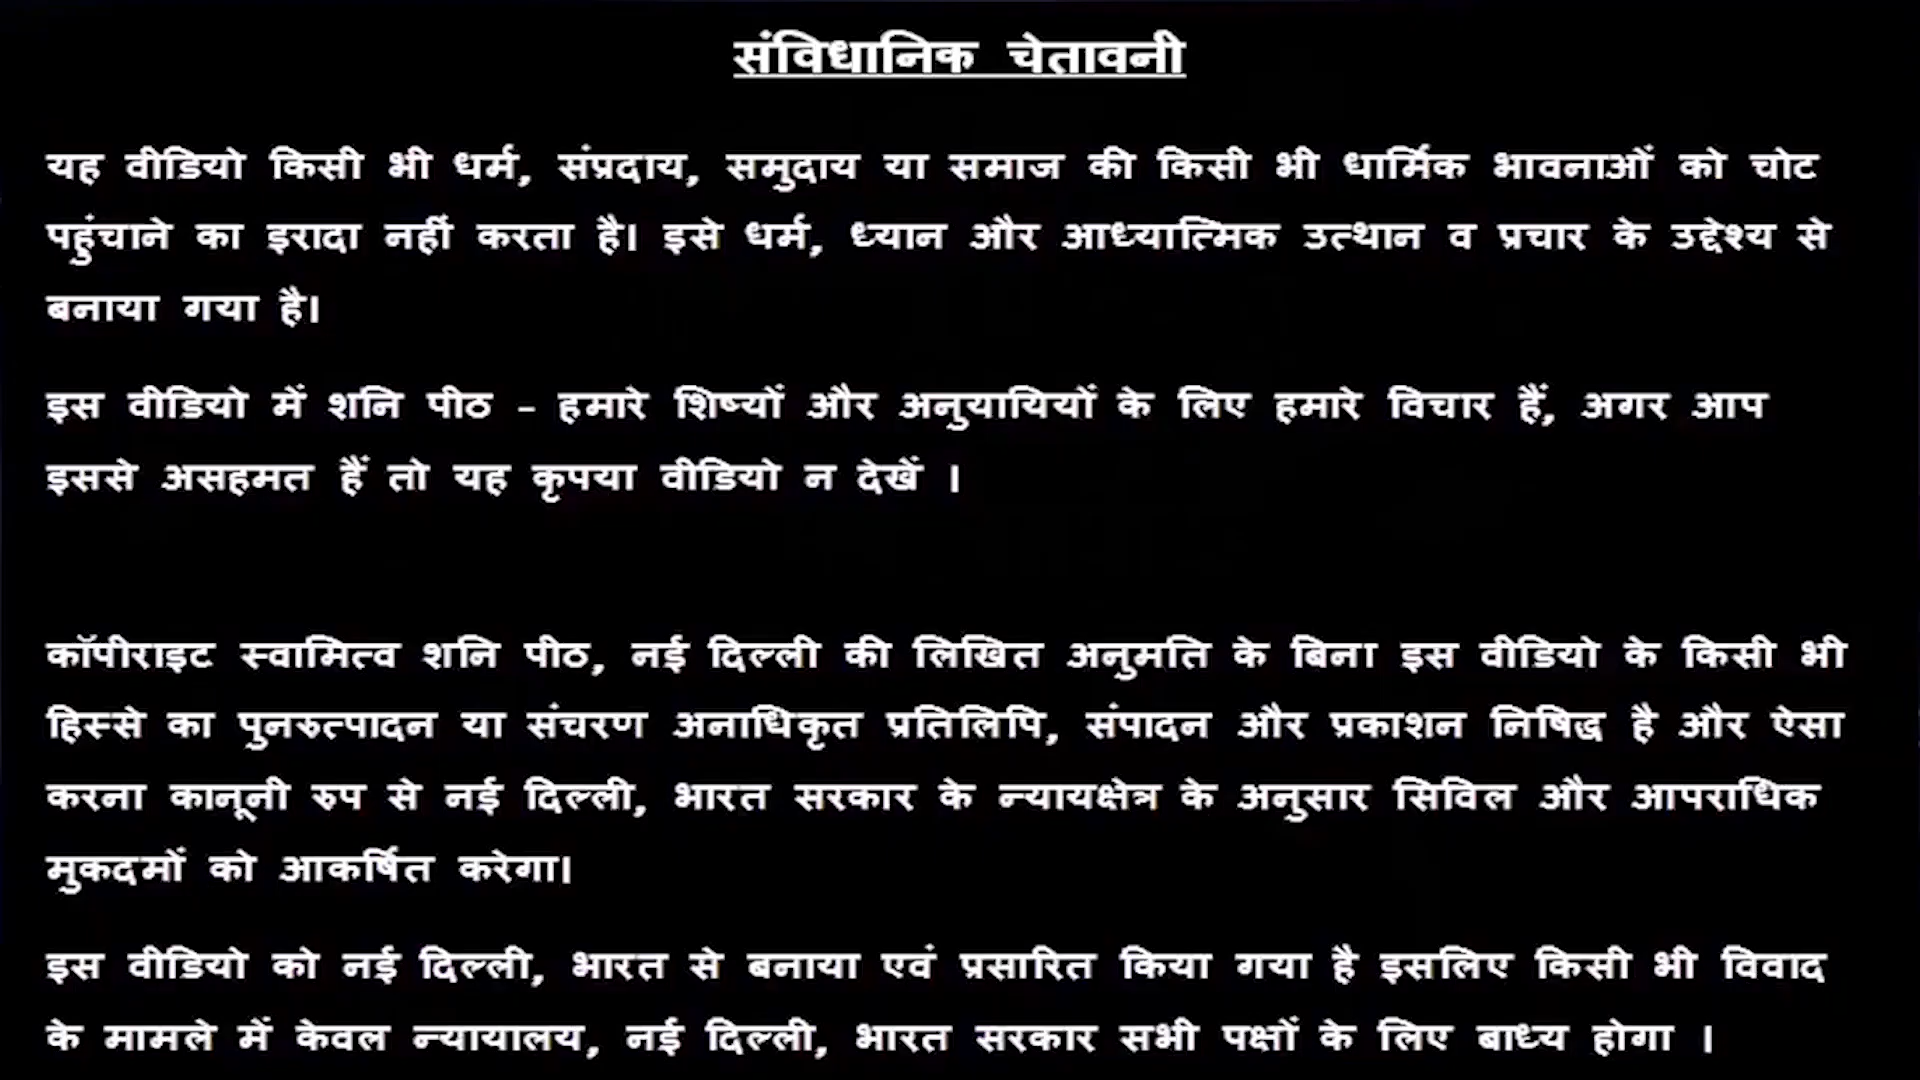 संविधानिक चेतावनी
यह वीडियो किसी भी धर्म, संप्रदाय, समुदाय या समाज की किसी भी धार्मिक भावनाओं को चोट
पहुंचाने का इरादा नहीं करता है। इसे धर्म, ध्यान और आध्यात्मिक उत्थान व प्रचार के उद्देश्य से
बनाया गया है।
इस वीडियो में शनि पीठ – हमारे शिष्यों और अनुयायियों के लिए हमारे विचार हैं, अगर आप
इससे असहमत हैं तो यह कृपया वीडियो न देखें ।
कॉपीराइट स्वामित्व शनि पीठ, नई दिल्ली की लिखित अनुमति के बिना इस वीडियो के किसी भी
हिस्से का पुनरुत्पादन या संचरण अनाधिकृत प्रतिलिपि, संपादन और प्रकाशन निषिद्ध है और ऐसा
करना कानूनी रुप से नई दिल्ली, भारत सरकार के न्यायक्षेत्र के अनुसार सिविल और आपराधिक
मुकदमों को आकर्षित करेगा।
इस वीडियो को नई दिल्ली, भारत से बनाया एवं प्रसारित किया गया है इसलिए किसी भी विवाद
के मामले में केवल न्यायालय, नई दिल्ली, भारत सरकार सभी पक्षों के लिए बाध्य होगा ।